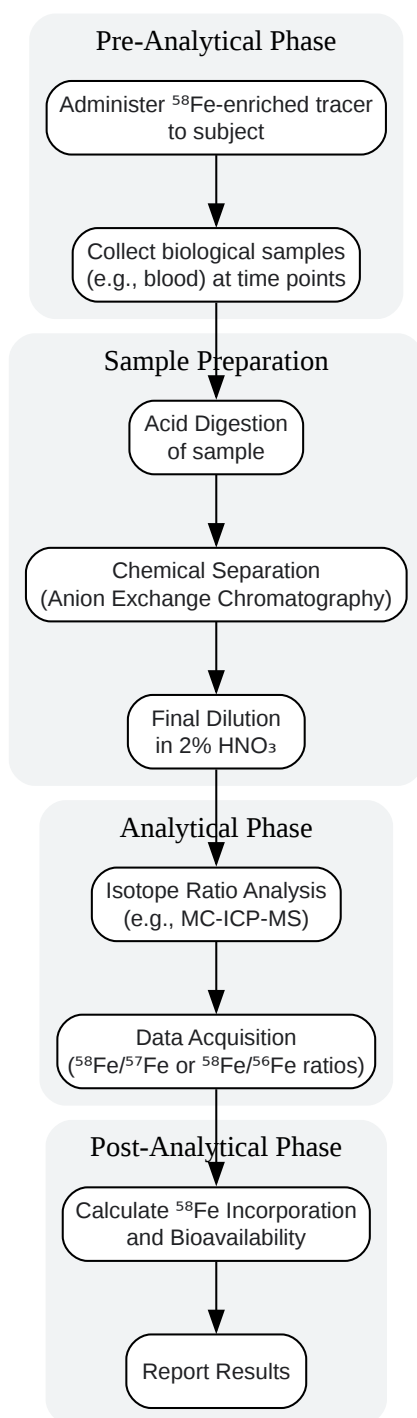 Pre-Analytical Phase
Administer ⁵⁸Fe-enriched tracer
to subject
Collect biological samples
(e.g., blood) at time points
Sample Preparation
Acid Digestion
of sample
Chemical Separation
(Anion Exchange Chromatography)
Final Dilution
in 2% HNO₃
Analytical Phase
Isotope Ratio Analysis
(e.g., MC-ICP-MS)
Data Acquisition
(⁵⁸Fe/⁵⁷Fe or ⁵⁸Fe/⁵⁶Fe ratios)
Post-Analytical Phase
Calculate ⁵⁸Fe Incorporation
and Bioavailability
Report Results